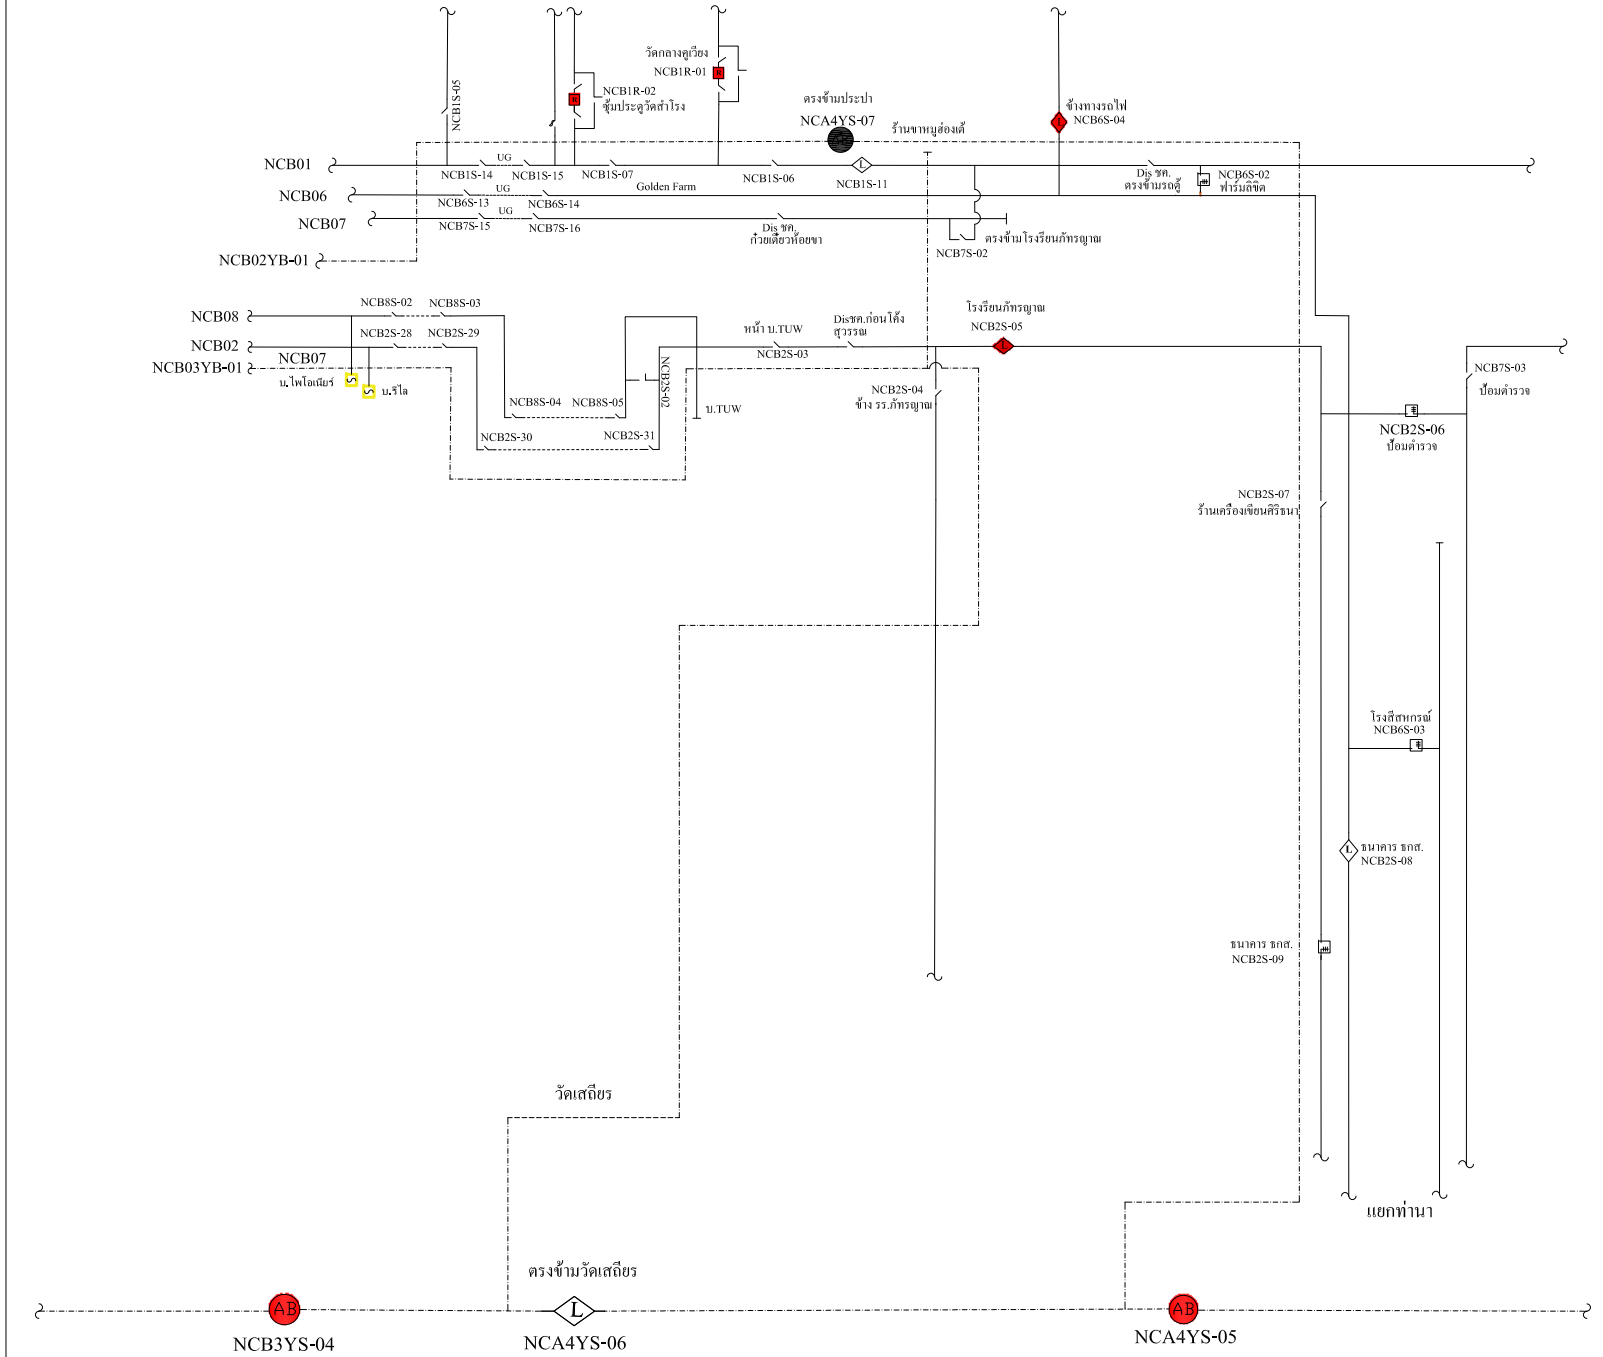 NCB1S-05
NCB1R-02
ซุ้มประตูวัดสำโรง
วัดกลางคูเวียง
NCB1R-01
R
R
ตรงข้ามประปา
NCA4YS-07
ร้านขาหมูฮ่องเต้
ข้างทางรถไฟ
NCB6S-04
L
NCB01
NCB1S-14
UG
NCB1S-15
NCB1S-07
NCB1S-06
L
NCB1S-11
Dis ชค.
ตรงข้ามรถตู้
NCB6S-02
ฟาร์มลิขิต
NCB06
NCB6S-13
UG
NCB6S-14
Golden Farm
NCB07
NCB7S-15
UG
NCB7S-16
Dis ชค.
ก๋วยเตี๋ยวห้อยขา
NCB7S-02
ตรงข้ามโรงเรียนภัทรญาณ
NCB02YB-01
NCB08
NCB8S-02
NCB8S-03
NCB02
NCB2S-28
NCB2S-29
NCB07
NCB03YB-01
บ.ไพโอเนียร์
S
S
บ.ริโล
NCB8S-04
NCB8S-05
NCB2S-30
NCB2S-31
NCB2S-02
บ.TUW
หน้า บ.TUW
NCB2S-03
Disชค.ก่อนโค้ง
สุวรรณ
โรงเรียนภัทรญาณ
NCB2S-05
L
NCB2S-04
ข้าง รร.ภัทรญาณ
NCB7S-03
ป้อมตำรวจ
NCB2S-06
ป้อมตำรวจ
NCB2S-07
ร้านเครื่องเขียนศิริธนา
โรงสีสหกรณ์
NCB6S-03
L
ธนาคาร ธกส.
NCB2S-08
ธนาคาร ธกส.
NCB2S-09
วัดเสถียร
แยกท่านา
ตรงข้ามวัดเสถียร
AB
L
AB
NCB3YS-04
NCA4YS-06
NCA4YS-05